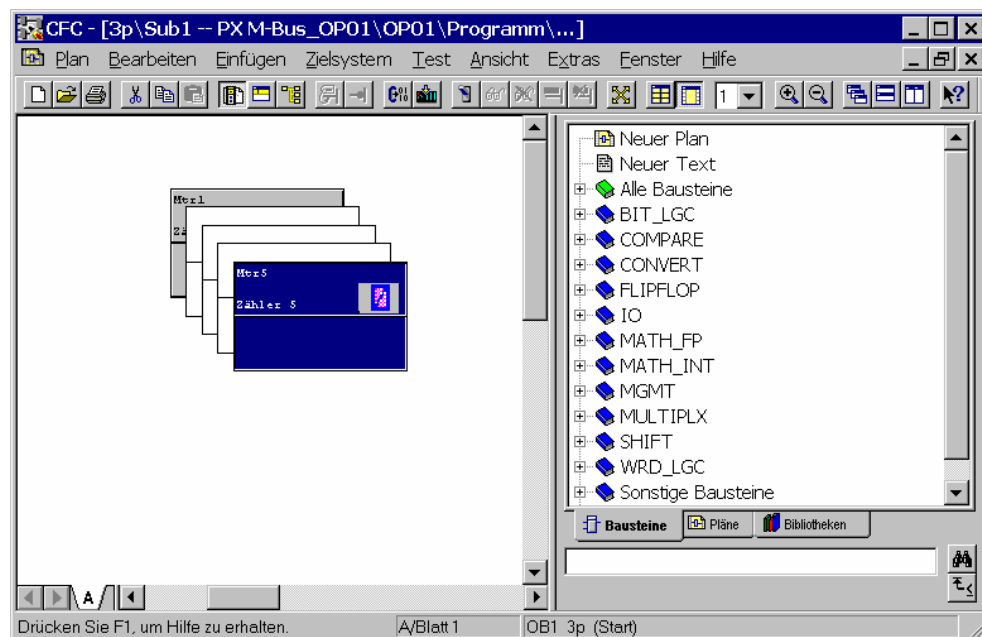 CFC - [3p\Sub1 -- PX M-Bus_OP01\OP01\Programm\...]
Plan Bearbeiten Einfügen Zielsystem Test Ansicht Extras Fenster Hilfe
1
Mtr1
Mtr5
Zähler 5
Neuer Plan
Neuer Text
Alle Bausteine
BIT_LGC
COMPARE
CONVERT
FLIPFLOP
IO
MATH_FP
MATH_INT
MGMT
MULTIPLX
SHIFT
WRD_LGC
Sonstige Bausteine
Bausteine Pläne Bibliotheken
A
Drücken Sie F1, um Hilfe zu erhalten. A/Blatt 1 OB1 3p (Start)